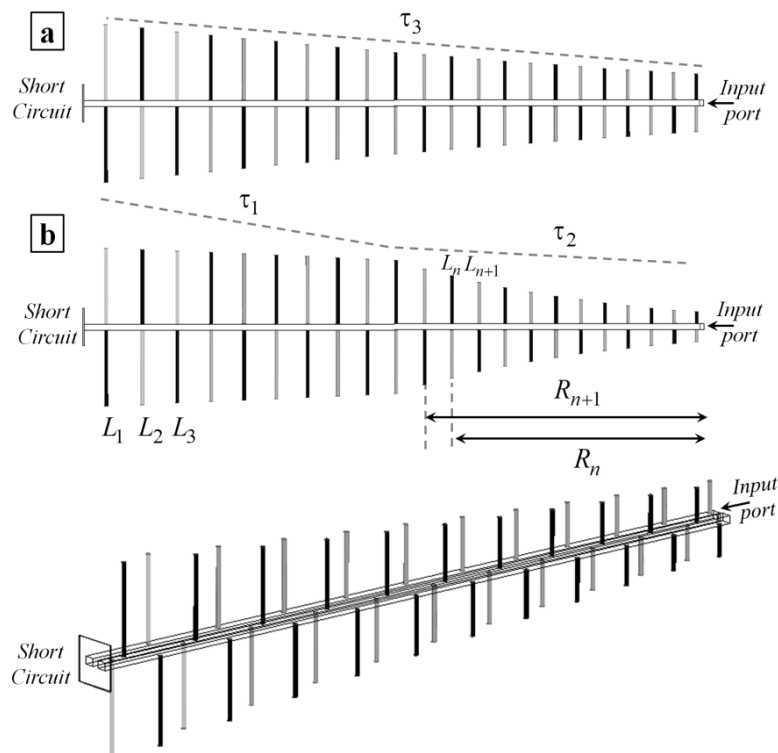 a
τ3
Short
Circuit
Input
port
b
τ1
τ2
Ln Ln+1
Short
Circuit
Input
port
L1 L2 L3
Rn+1
Rn
Input
port
Short
Circuit